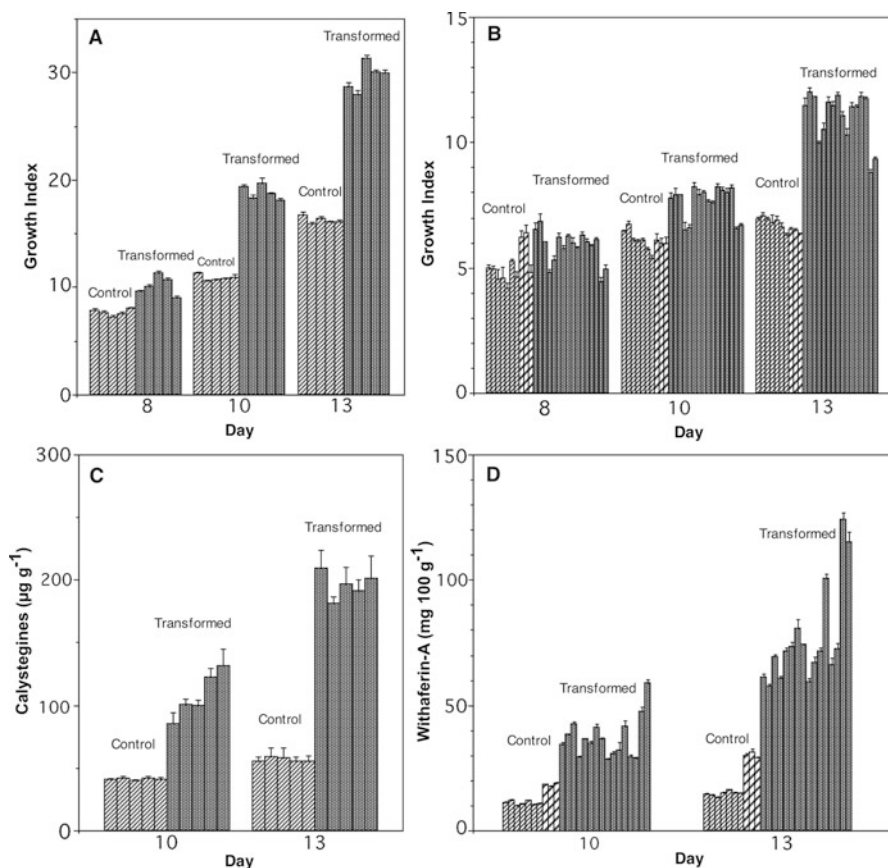 A
Transformed
30
Growth Index
Transformed
20
Control
Transformed
Control
10
Control
0
8 10 13
Day
B
15
Transformed
Growth Index
10
Transformed
Transformed
Control
Control
Control
5
0
8 10 13
Day
C
300
Calystegines (µg g-1)
Transformed
200
Transformed
100
Control
Control
0
10 13
Day
D
150
Withaferin-A (mg 100 g-1)
Transformed
100
Transformed
50
Control
Control
0
10 13
Day